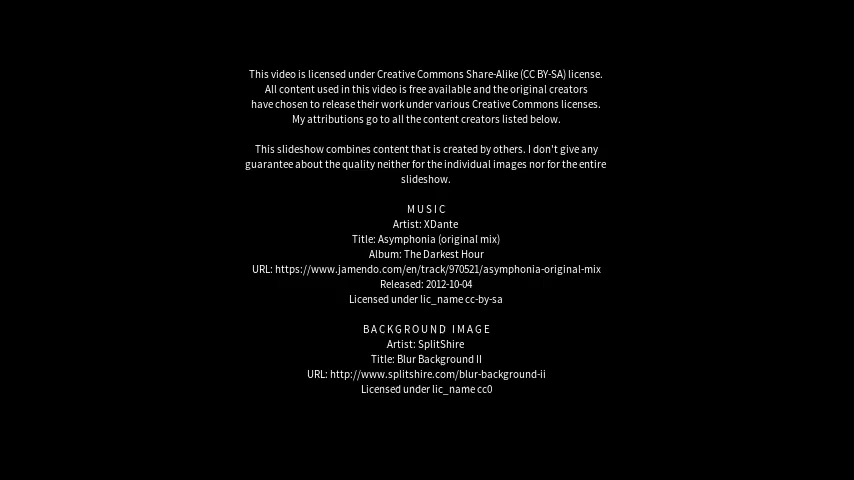 This video is licensed under Creative Commons Share-Alike (CC BY-SA) license.
All content used in this video is free available and the original creators
have chosen to release their work under various Creative Commons licenses.
My attributions go to all the content creators listed below.
This slideshow combines content that is created by others. I don't give any
guarantee about the quality neither for the individual images nor for the entire
slideshow.
MUSIC
Artist: XDante
Title: Asymphonia (original mix)
Album: The Darkest Hour
URL: https://www.jamendo.com/en/track/970521/asymphonia-original-mix
Released: 2012-10-04
Licensed under lic_name cc-by-sa
BACKGROUND IMAGE
Artist: SplitShire
Title: Blur Background II
URL: http://www.splitshire.com/blur-background-ii
Licensed under lic_name cc0